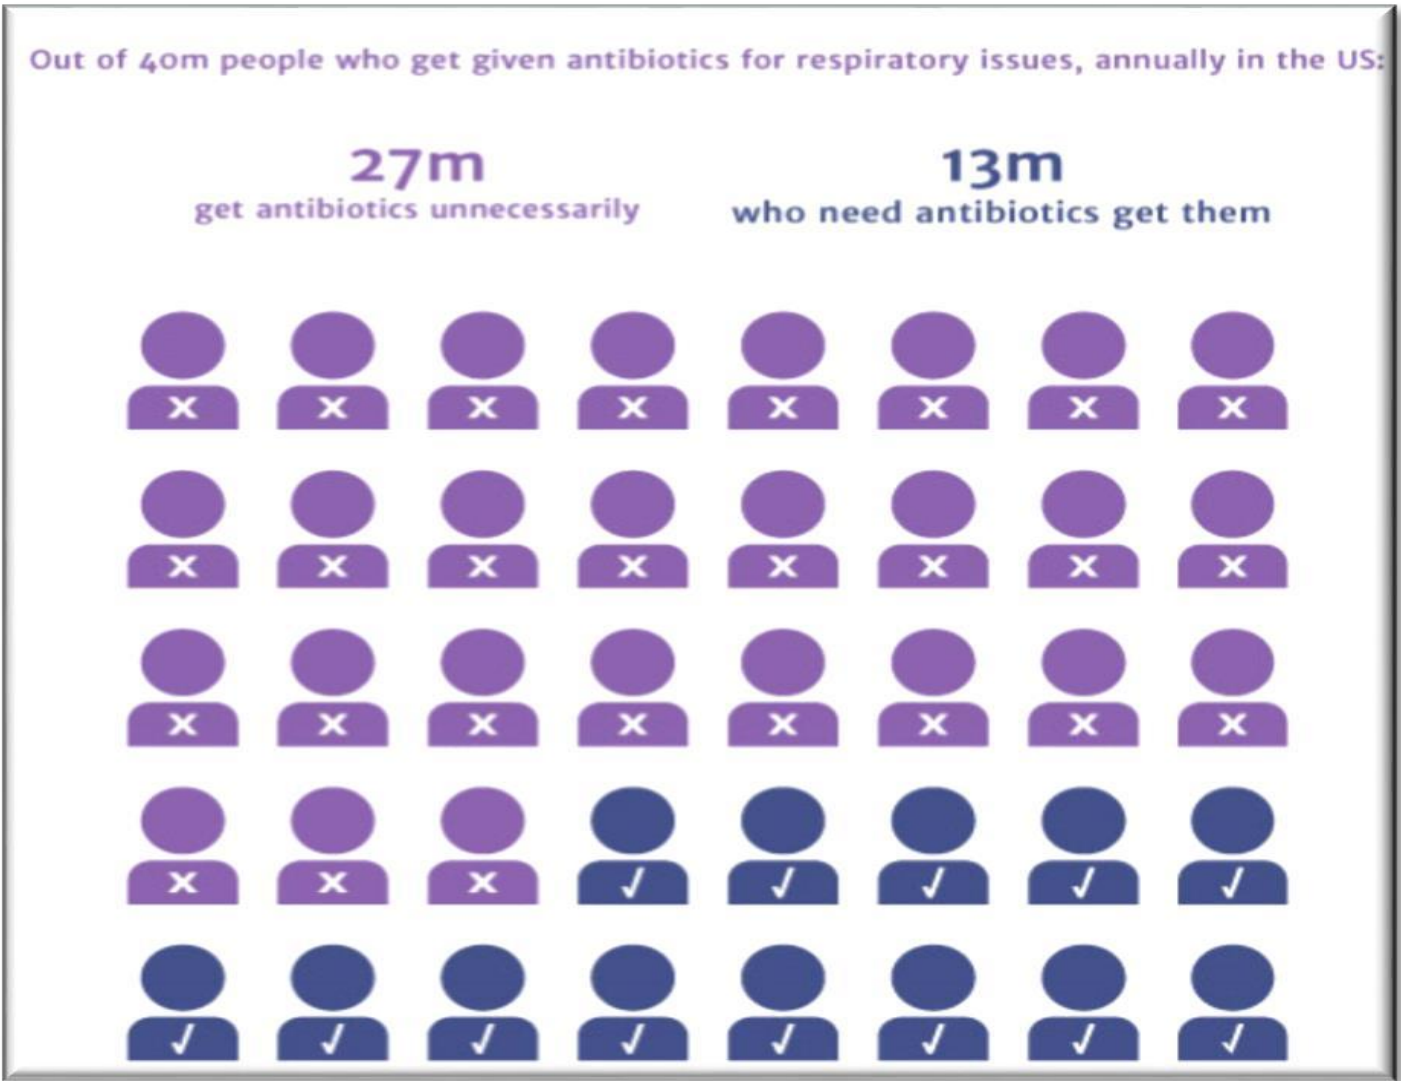 Out of 40m people who get given antibiotics for respiratory issues, annually in the US:
27m
get antibiotics unnecessarily
13m
who need antibiotics get them
x x x x x x x x
x x x x x x x x
x x x x x x x x
x x x √ √ √ √ √
√ √ √ √ √ √ √ √